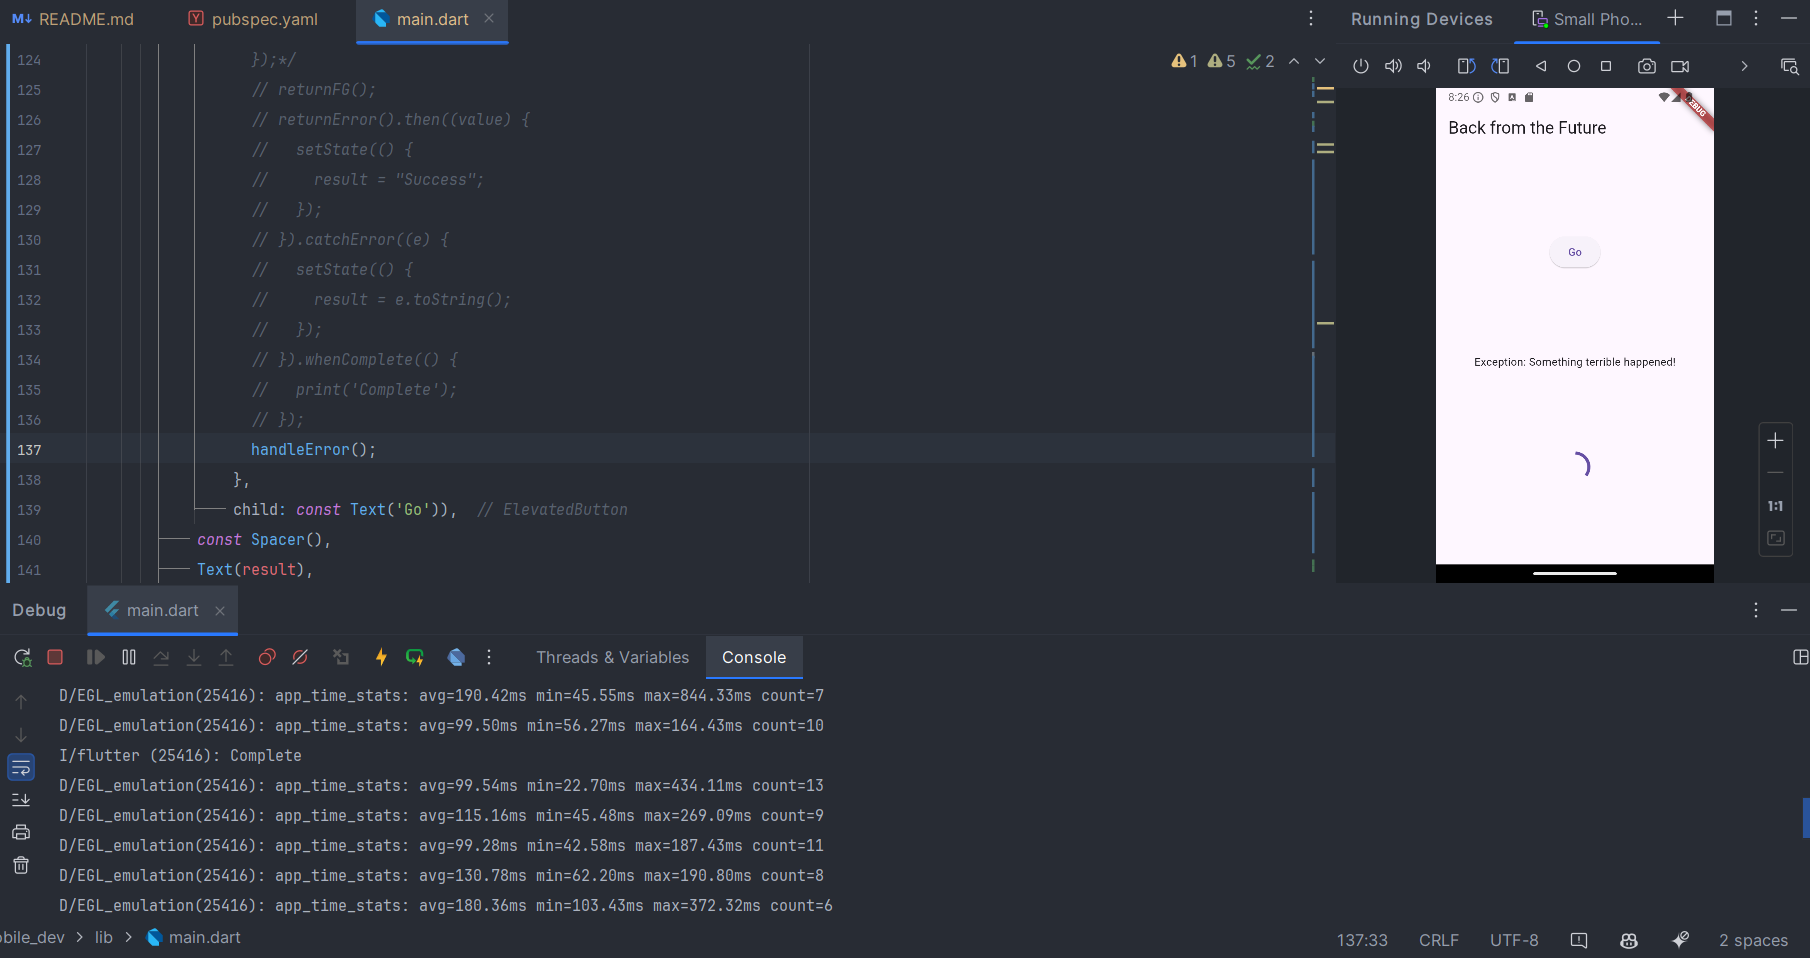 README.md
pubspec.yaml
main.dart
Running Devices
Small Pho...
1 5 2
124 });*/
125 // returnFG();
126 // returnError().then((value) {
127 //   setState(() {
128 //     result = "Success";
129 //   });
130 // }).catchError((e) {
131 //   setState(() {
132 //     result = e.toString();
133 //   });
134 // }).whenComplete(() {
135 //   print('Complete');
136 // });
137 handleError();
138 },
139 child: const Text('Go')), // ElevatedButton
140 const Spacer(),
141 Text(result),
8:26
DEBUG
Back from the Future
Go
Exception: Something terrible happened!
1:1
Debug
main.dart
Threads & Variables
Console
D/EGL_emulation(25416): app_time_stats: avg=190.42ms min=45.55ms max=844.33ms count=7
D/EGL_emulation(25416): app_time_stats: avg=99.50ms min=56.27ms max=164.43ms count=10
I/flutter (25416): Complete
D/EGL_emulation(25416): app_time_stats: avg=99.54ms min=22.70ms max=434.11ms count=13
D/EGL_emulation(25416): app_time_stats: avg=115.16ms min=45.48ms max=269.09ms count=9
D/EGL_emulation(25416): app_time_stats: avg=99.28ms min=42.58ms max=187.43ms count=11
D/EGL_emulation(25416): app_time_stats: avg=130.78ms min=62.20ms max=190.80ms count=8
D/EGL_emulation(25416): app_time_stats: avg=180.36ms min=103.43ms max=372.32ms count=6
obile_dev > lib > main.dart
137:33 CRLF UTF-8 2 spaces